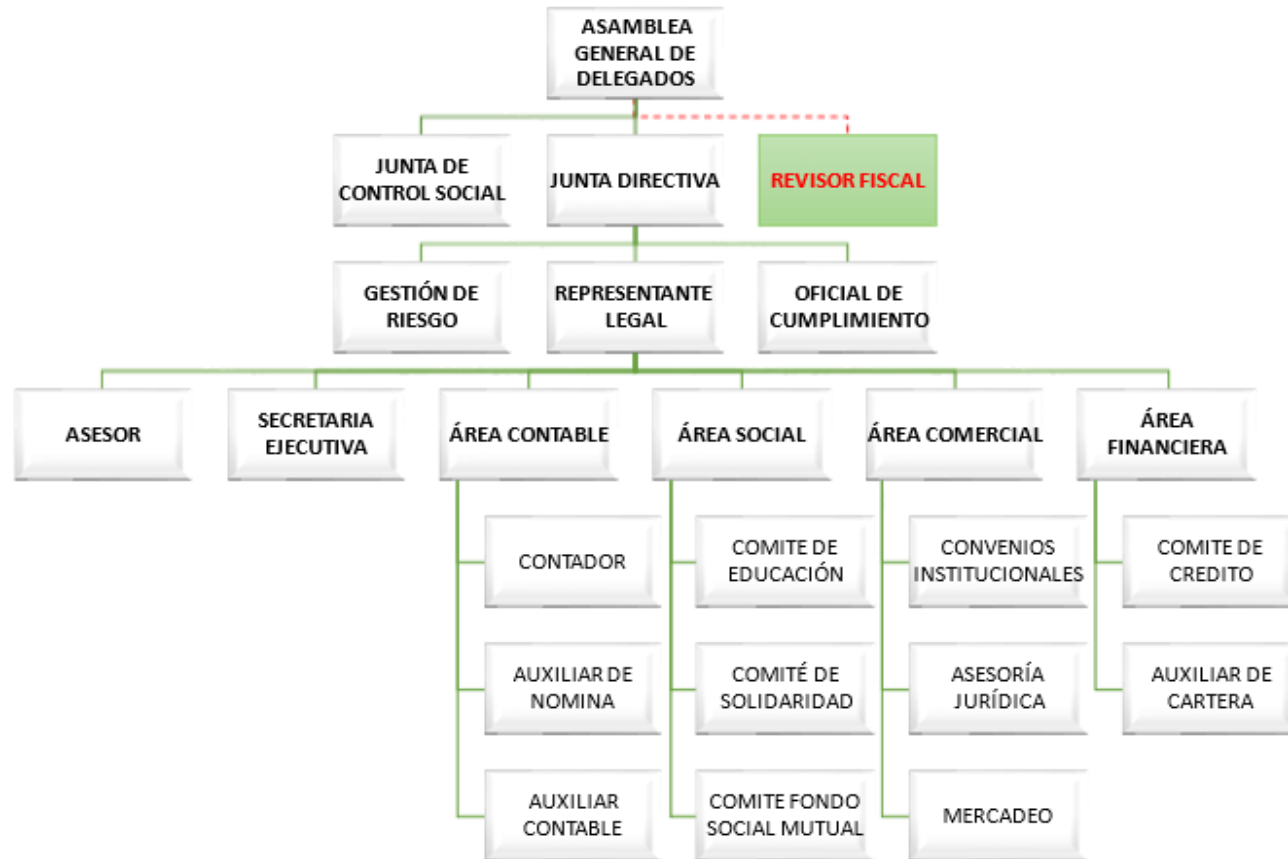 ASAMBLEA
GENERAL DE
DELEGADOS
JUNTA DE
CONTROL SOCIAL
JUNTA DIRECTIVA
REVISOR FISCAL
GESTIÓN DE
RIESGO
REPRESENTANTE
LEGAL
OFICIAL DE
CUMPLIMIENTO
ASESOR
SECRETARIA
EJECUTIVA
ÁREA CONTABLE
ÁREA SOCIAL
ÁREA COMERCIAL
ÁREA
FINANCIERA
CONTADOR
COMITE DE
EDUCACIÓN
CONVENIOS
INSTITUCIONALES
COMITE DE
CREDITO
AUXILIAR DE
NOMINA
COMITÉ DE
SOLIDARIDAD
ASESORÍA
JURÍDICA
AUXILIAR DE
CARTERA
AUXILIAR
CONTABLE
COMITE FONDO
SOCIAL MUTUAL
MERCADEO